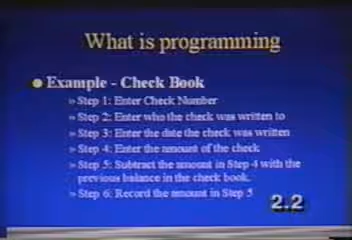 What is programming
Example - Check Book
» Step 1: Enter Check Number
» Step 2: Enter who the check was written to
» Step 3: Enter the date the check was written
» Step 4: Enter the amount of the check
» Step 5: Subtract the amount in Step 4 with the
previous balance in the check book.
» Step 6: Record the amount in Step 5
2.2